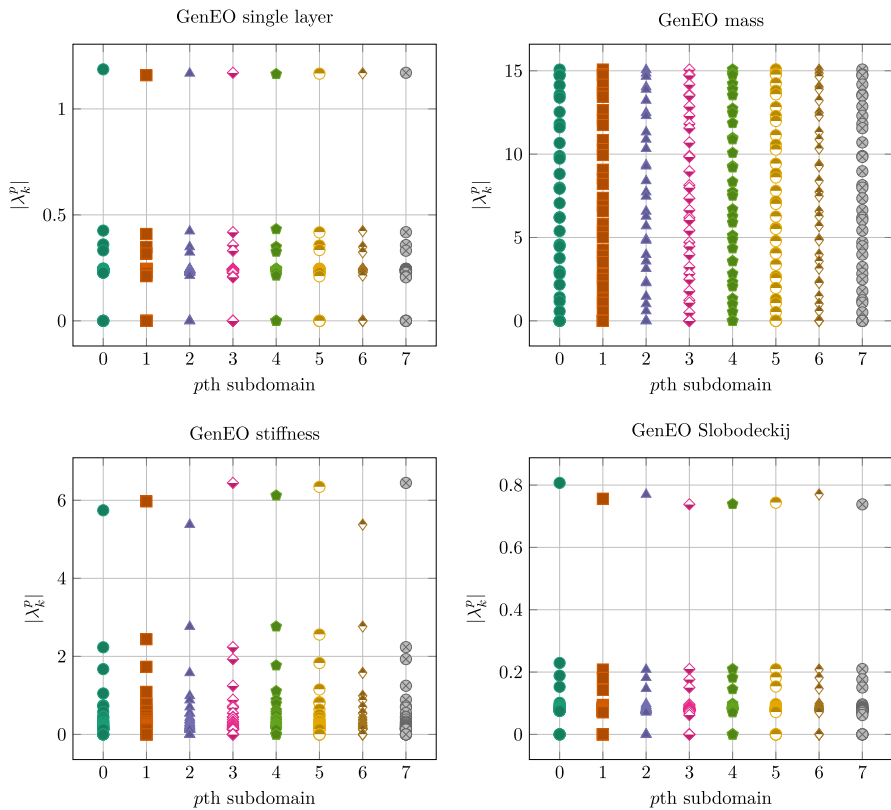 GenEO single layer
1
0.5
0
|λ_k^p|
0 1 2 3 4 5 6 7
pth subdomain
GenEO mass
15
10
5
0
|λ_k^p|
0 1 2 3 4 5 6 7
pth subdomain
GenEO stiffness
6
4
2
0
|λ_k^p|
0 1 2 3 4 5 6 7
pth subdomain
GenEO Slobodeckij
0.8
0.6
0.4
0.2
0
|λ_k^p|
0 1 2 3 4 5 6 7
pth subdomain